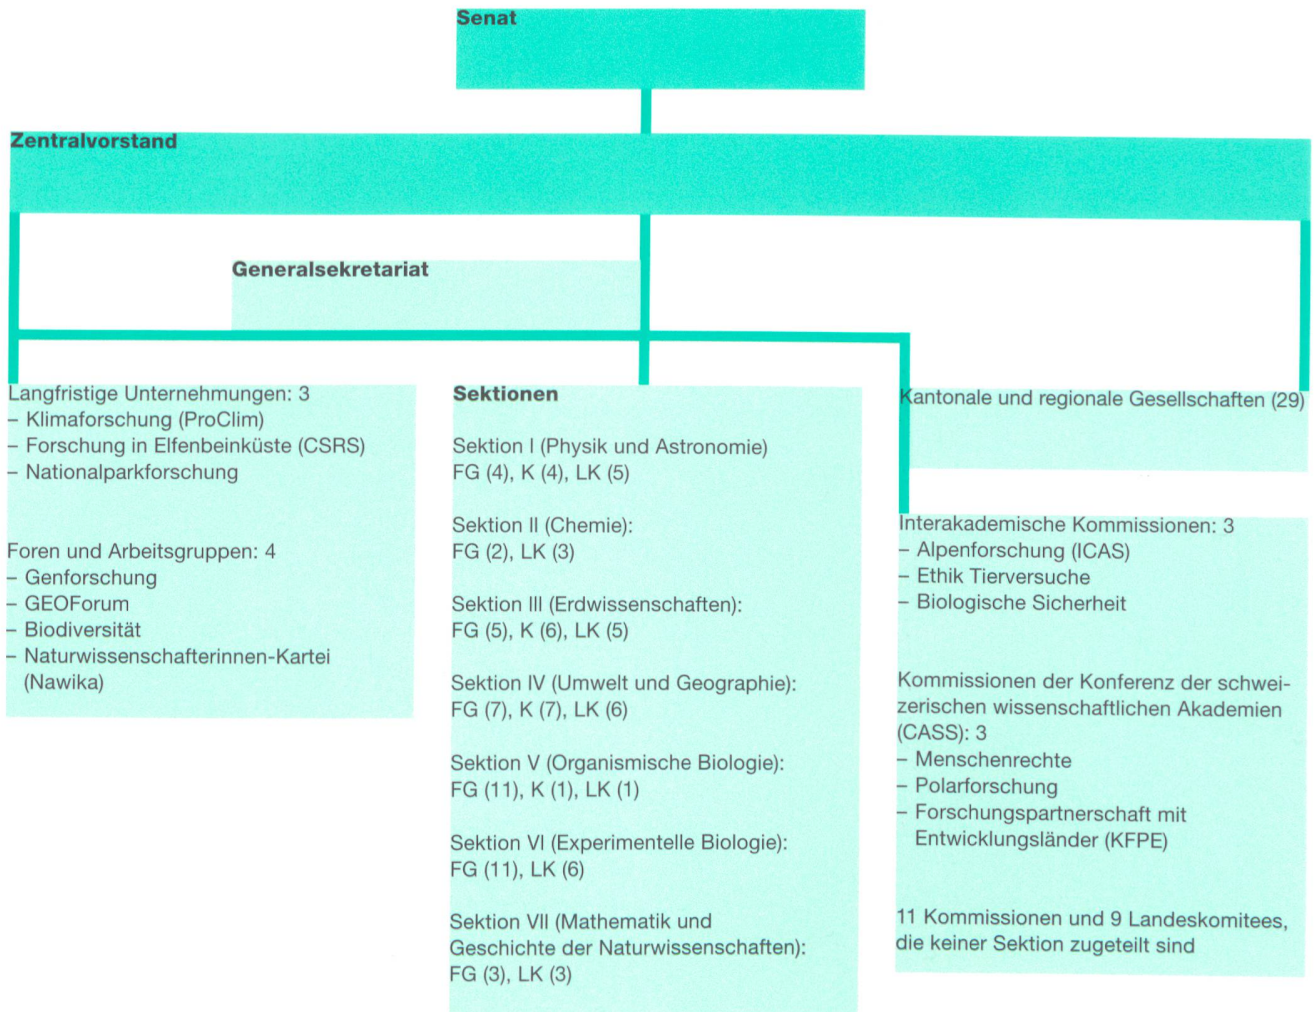 Senat
Zentralvorstand
Generalsekretariat
Langfristige Unternehmungen: 3
– Klimaforschung (ProClim)
– Forschung in Elfenbeinküste (CSRS)
– Nationalparkforschung
Foren und Arbeitsgruppen: 4
– Genforschung
– GEOForum
– Biodiversität
– Naturwissenschafterinnen-Kartei
(Nawika)
Sektionen
Sektion I (Physik und Astronomie)
FG (4), K (4), LK (5)
Sektion II (Chemie):
FG (2), LK (3)
Sektion III (Erdwissenschaften):
FG (5), K (6), LK (5)
Sektion IV (Umwelt und Geographie):
FG (7), K (7), LK (6)
Sektion V (Organismische Biologie):
FG (11), K (1), LK (1)
Sektion VI (Experimentelle Biologie):
FG (11), LK (6)
Sektion VII (Mathematik und
Geschichte der Naturwissenschaften):
FG (3), LK (3)
Kantonale und regionale Gesellschaften (29)
Interakademische Kommissionen: 3
– Alpenforschung (ICAS)
– Ethik Tierversuche
– Biologische Sicherheit
Kommissionen der Konferenz der schwei-
zerischen wissenschaftlichen Akademien
(CASS): 3
– Menschenrechte
– Polarforschung
– Forschungspartnerschaft mit
Entwicklungsländer (KFPE)
11 Kommissionen und 9 Landeskomitees,
die keiner Sektion zugeteilt sind